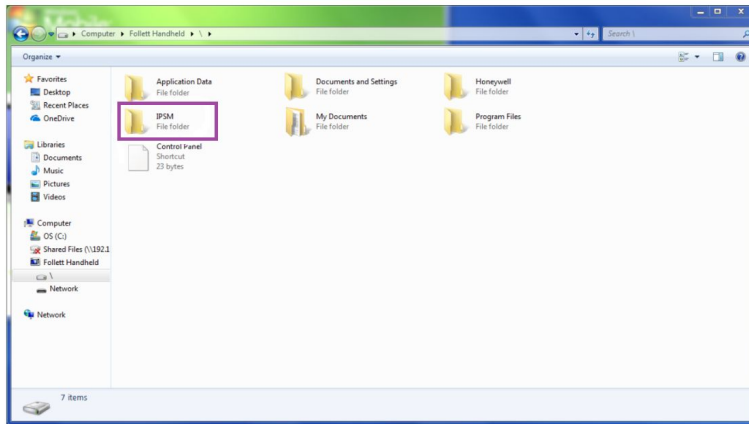 Computer ▸ Follett Handheld ▸ \ ▸
Search \
Organize
Favorites
Desktop
Recent Places
OneDrive
Libraries
Documents
Music
Pictures
Videos
Computer
OS (C:)
Shared Files (\\192.1
Follett Handheld
\
Network
Network
Application Data
File folder
Documents and Settings
File folder
Honeywell
File folder
IPSM
File folder
My Documents
File folder
Program Files
File folder
Control Panel
Shortcut
23 bytes
7 items